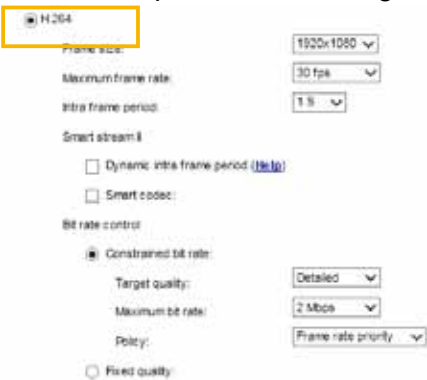 H.264
Frame size:
1920x1080
Maximum frame rate:
30 fps
Intra frame period:
1 S
Smart stream II
Dynamic intra frame period (Help)
Smart codec:
Bit rate control
Constrained bit rate:
Target quality:
Detailed
Maximum bit rate:
2 Mbps
Policy:
Frame rate priority
Fixed quality: